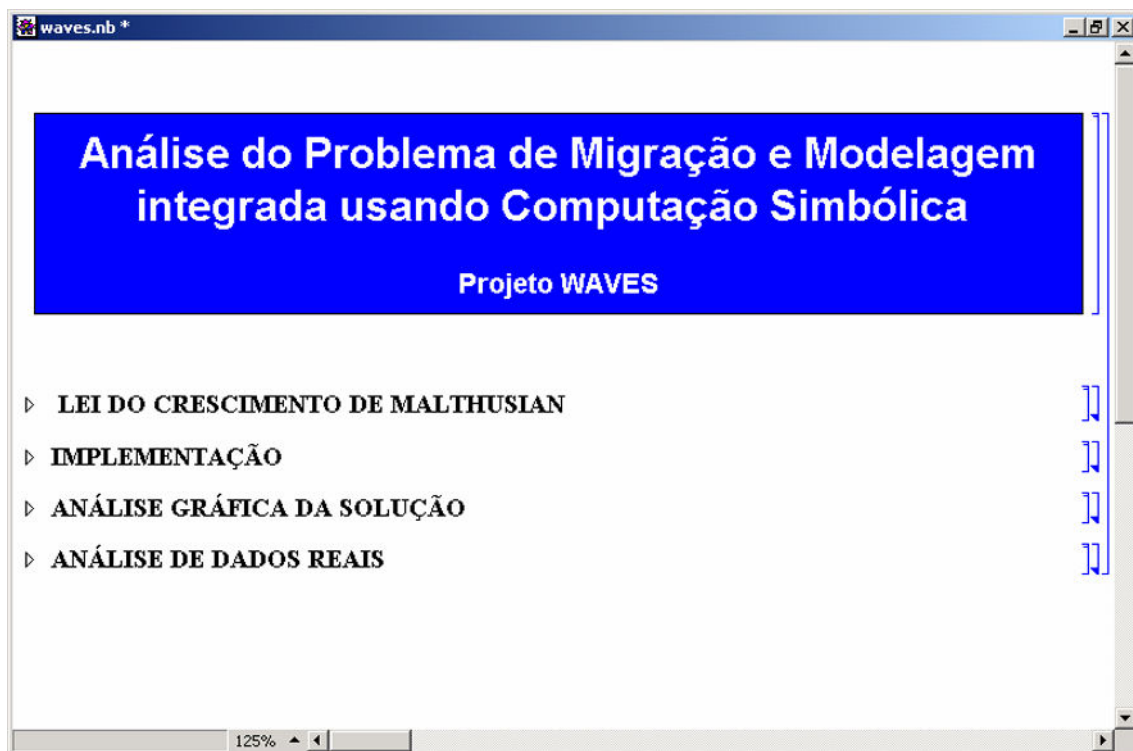 waves.nb *
Análise do Problema de Migração e Modelagem
integrada usando Computação Simbólica
Projeto WAVES
LEI DO CRESCIMENTO DE MALTHUSIAN
IMPLEMENTAÇÃO
ANÁLISE GRÁFICA DA SOLUÇÃO
ANÁLISE DE DADOS REAIS
125%